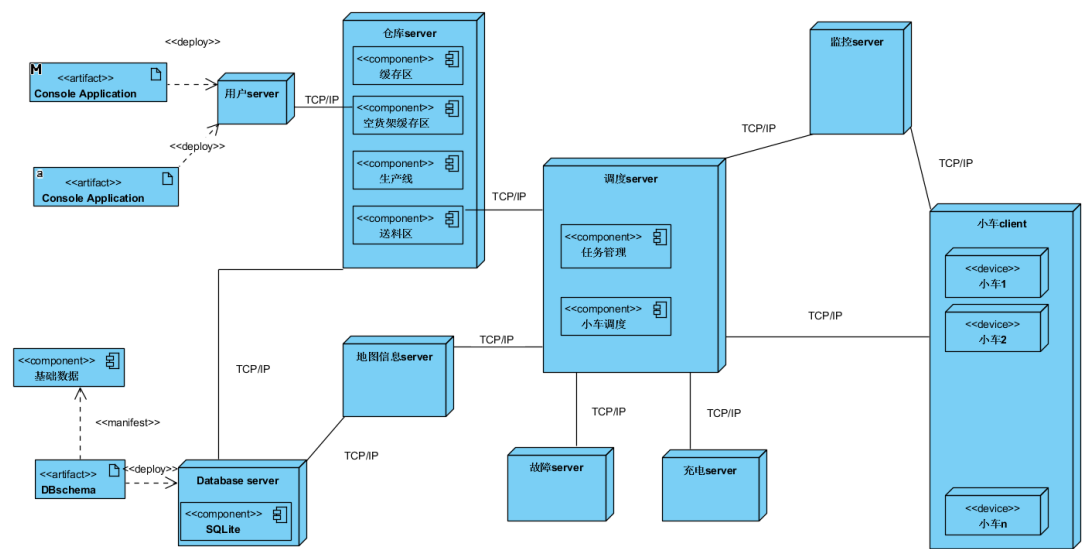 <<deploy>>
M
<<artifact>>
Console Application
用户server
TCP/IP
<<deploy>>
a
<<artifact>>
Console Application
仓库server
<<component>>
缓存区
<<component>>
空货架缓存区
<<component>>
生产线
<<component>>
送料区
TCP/IP
调度server
<<component>>
任务管理
<<component>>
小车调度
TCP/IP
监控server
TCP/IP
小车client
<<device>>
小车1
<<device>>
小车2
<<device>>
小车n
TCP/IP
地图信息server
TCP/IP
TCP/IP
TCP/IP
<<component>>
基础数据
<<manifest>>
<<artifact>>
DBschema
<<deploy>>
Database server
<<component>>
SQLite
TCP/IP
故障server
TCP/IP
充电server